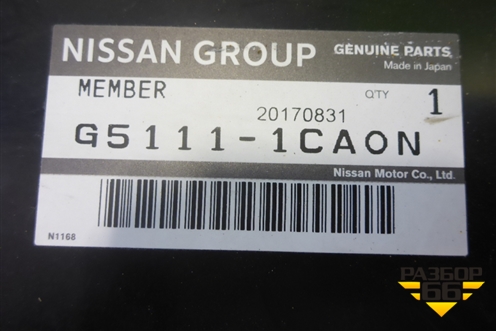 NISSAN GROUP
GENUINE PARTS
Made in Japan
MEMBER
Q'TY 1
20170831
G5111-1CAON
Nissan Motor Co., Ltd.
N1168
РАЗБОР
66